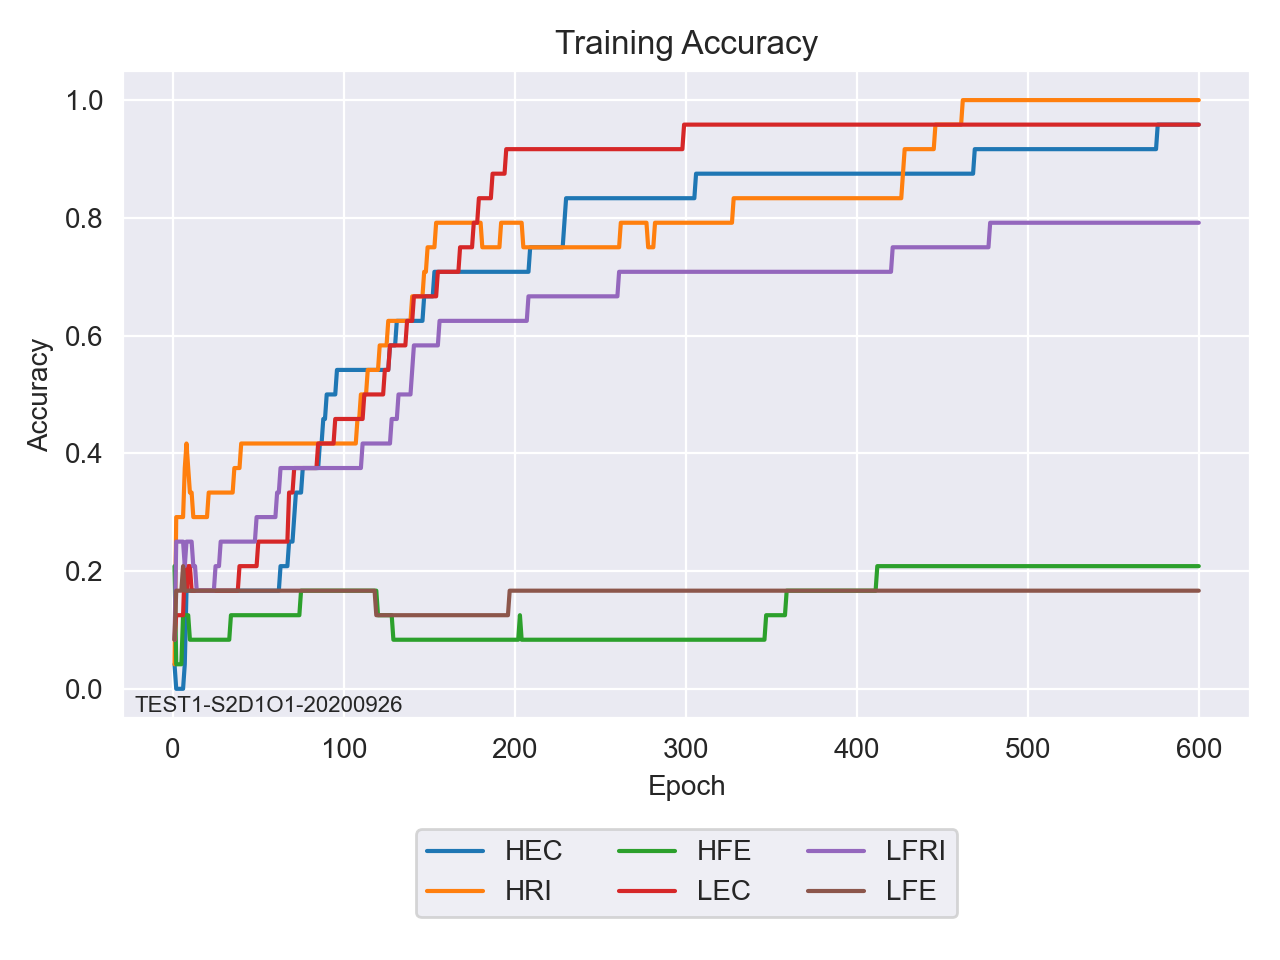 Training Accuracy
1.0
0.8
0.6
0.4
0.2
0.0
Accuracy
TEST1-S2D1O1-20200926
0 100 200 300 400 500 600
Epoch
HEC HFE LFRI
HRI LEC LFE